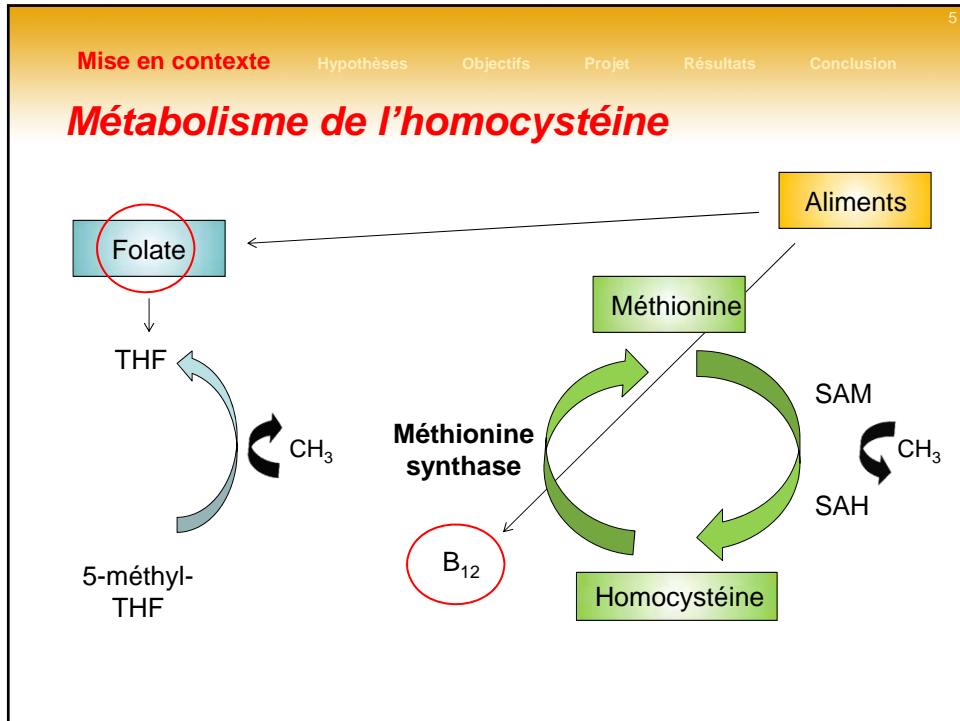 5
Mise en contexte Hypothèses Objectifs Projet Résultats Conclusion
Métabolisme de l’homocystéine
Aliments
Folate
Méthionine
THF
SAM
Méthionine
synthase
CH₃
CH₃
SAH
B₁₂
5-méthyl-
THF
Homocystéine